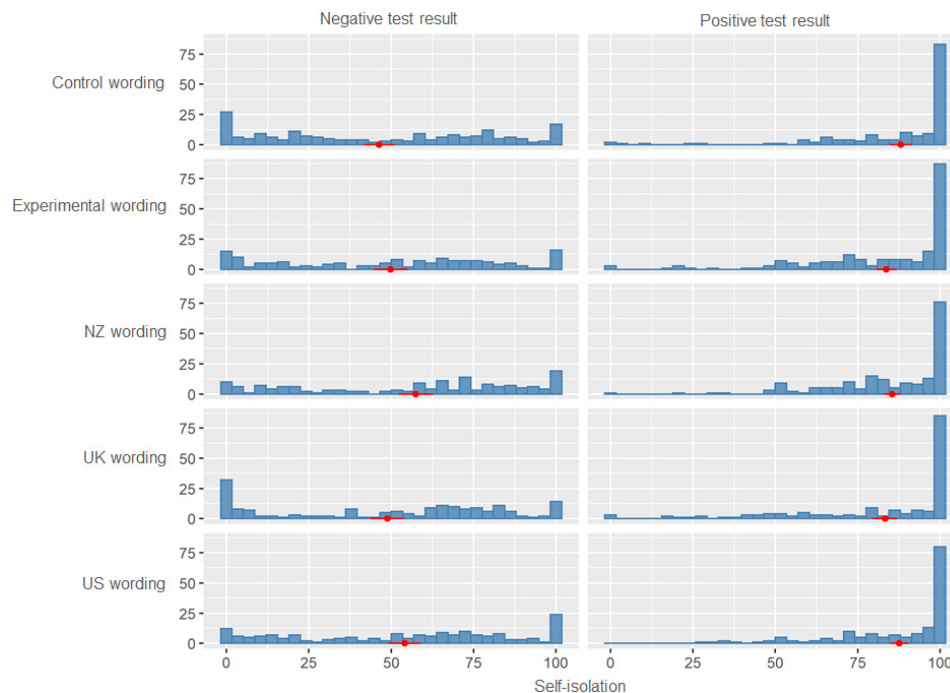 Negative test result
Positive test result
Control wording
75
50
25
0
Experimental wording
75
50
25
0
NZ wording
75
50
25
0
UK wording
75
50
25
0
US wording
75
50
25
0
0 25 50 75 100
0 25 50 75 100
Self-isolation